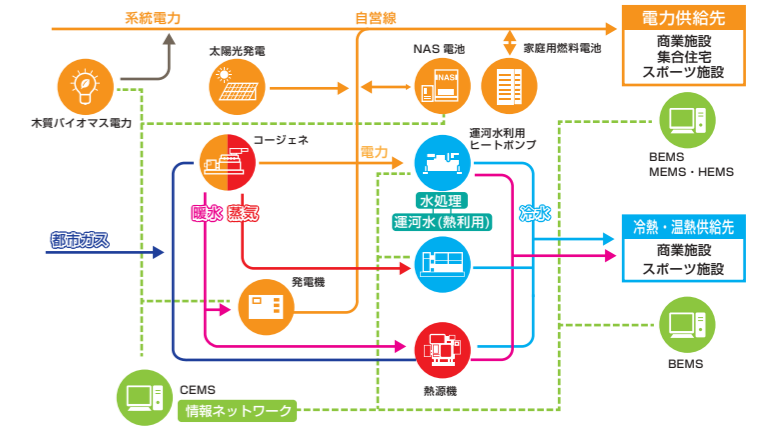 系統電力
自営線
電力供給先
商業施設
集合住宅
スポーツ施設
太陽光発電
NAS 電池
家庭用燃料電池
NAS
木質バイオマス電力
コージェネ
電力
運河水利用
ヒートポンプ
BEMS
MEMS・HEMS
水処理
運河水(熱利用)
暖水
蒸気
冷水
都市ガス
冷熱・温熱供給先
商業施設
スポーツ施設
発電機
熱源機
BEMS
CEMS
情報ネットワーク